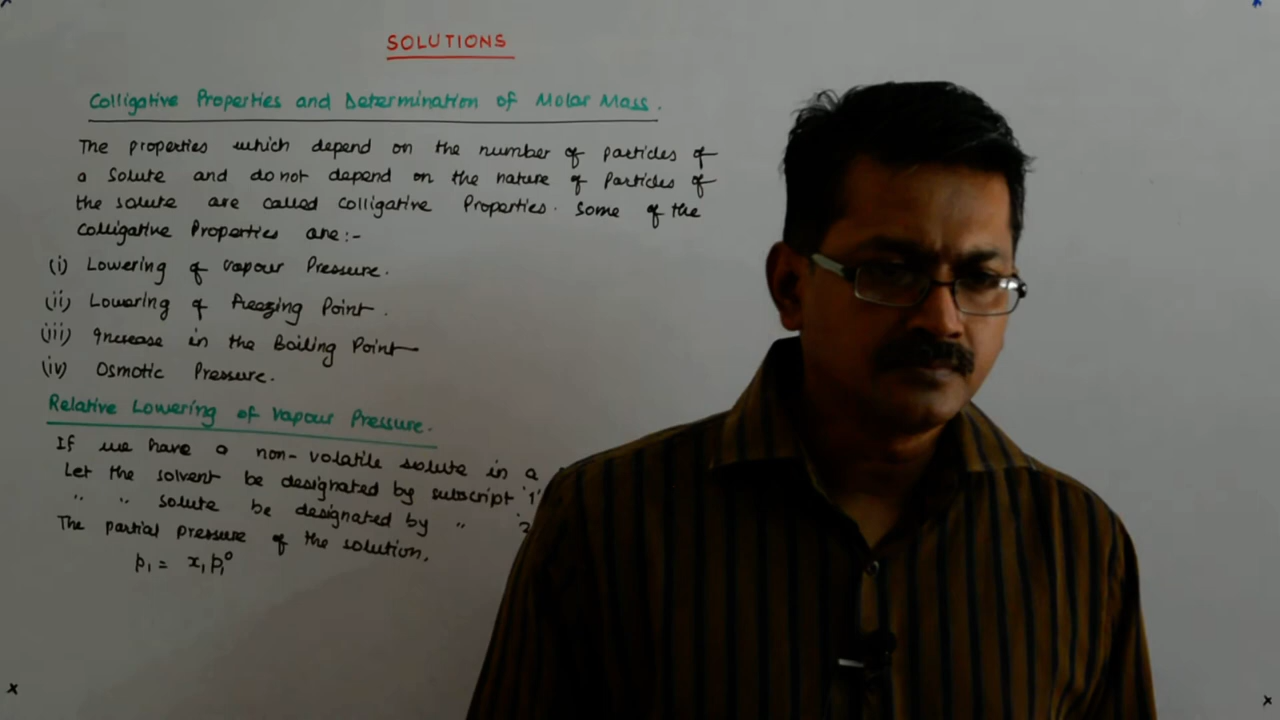 SOLUTIONS
Colligative Properties and Determination of Molar Mass.
The properties which depend on the number of particles of
a solute and do not depend on the nature of particles of
the solute are called colligative Properties. Some of the
colligative Properties are:-
(i) Lowering of vapour Pressure.
(ii) Lowering of Freezing Point.
(iii) Increase in the Boiling Point
(iv) Osmotic Pressure.
Relative Lowering of Vapour Pressure.
If we have a non-volatile solute in a
Let the solvent be designated by subscript '1'
" " solute be designated by " '2
The partial pressure of the solution.
p₁ = x₁p₁⁰